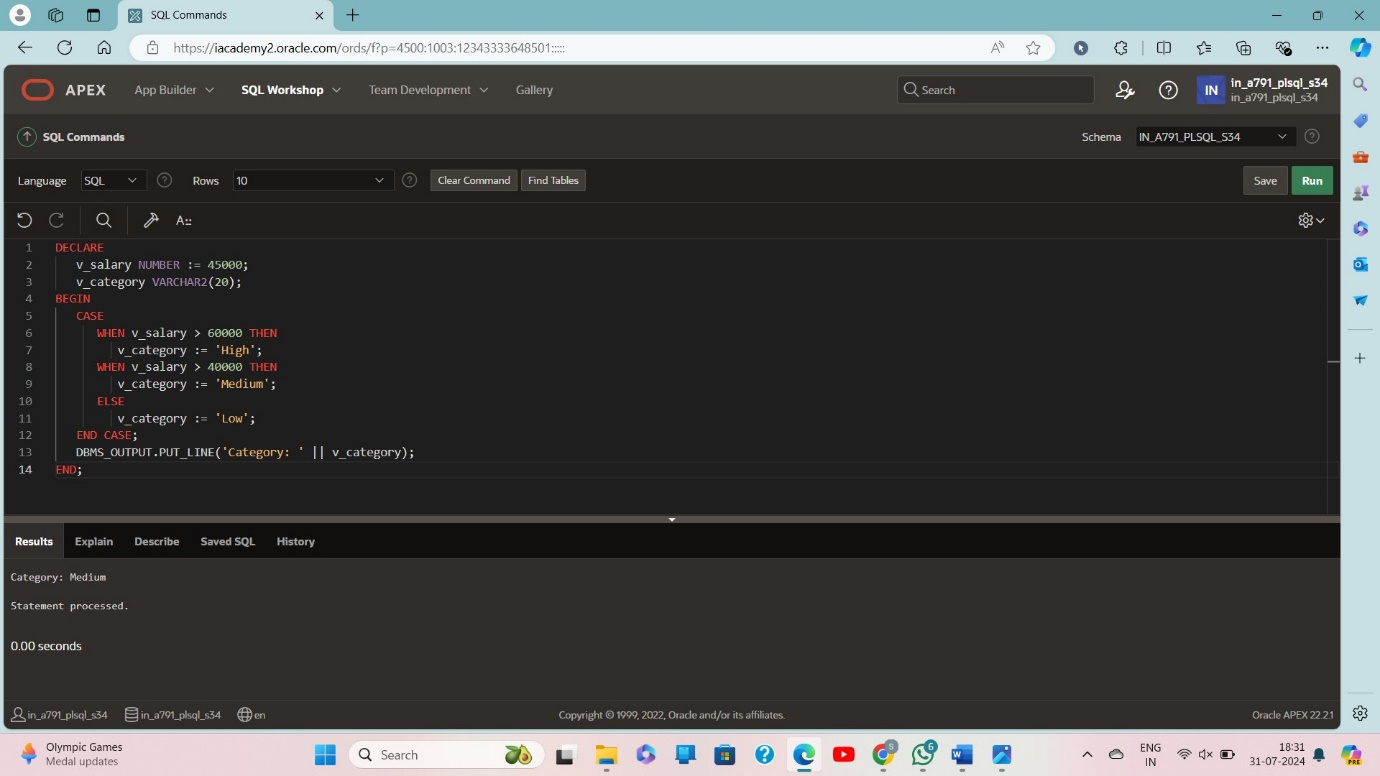 SQL Commands
https://iacademy2.oracle.com/ords/f?p=4500:1003:12343333648501:::::
APEX App Builder SQL Workshop Team Development Gallery Search IN in_a791_plsql_s34
in_a791_plsql_s34
SQL Commands Schema IN_A791_PLSQL_S34
Language SQL Rows 10 Clear Command Find Tables Save Run
A::
1 DECLARE
2 v_salary NUMBER := 45000;
3 v_category VARCHAR2(20);
4 BEGIN
5 CASE
6 WHEN v_salary > 60000 THEN
7 v_category := 'High';
8 WHEN v_salary > 40000 THEN
9 v_category := 'Medium';
10 ELSE
11 v_category := 'Low';
12 END CASE;
13 DBMS_OUTPUT.PUT_LINE('Category: ' || v_category);
14 END;
Results Explain Describe Saved SQL History
Category: Medium
Statement processed.
0.00 seconds
in_a791_plsql_s34 in_a791_plsql_s34 en Copyright © 1999, 2022, Oracle and/or its affiliates. Oracle APEX 22.2.1
Olympic Games
Medal updates
Search
S
6
ENG
IN
18:31
31-07-2024
PRE